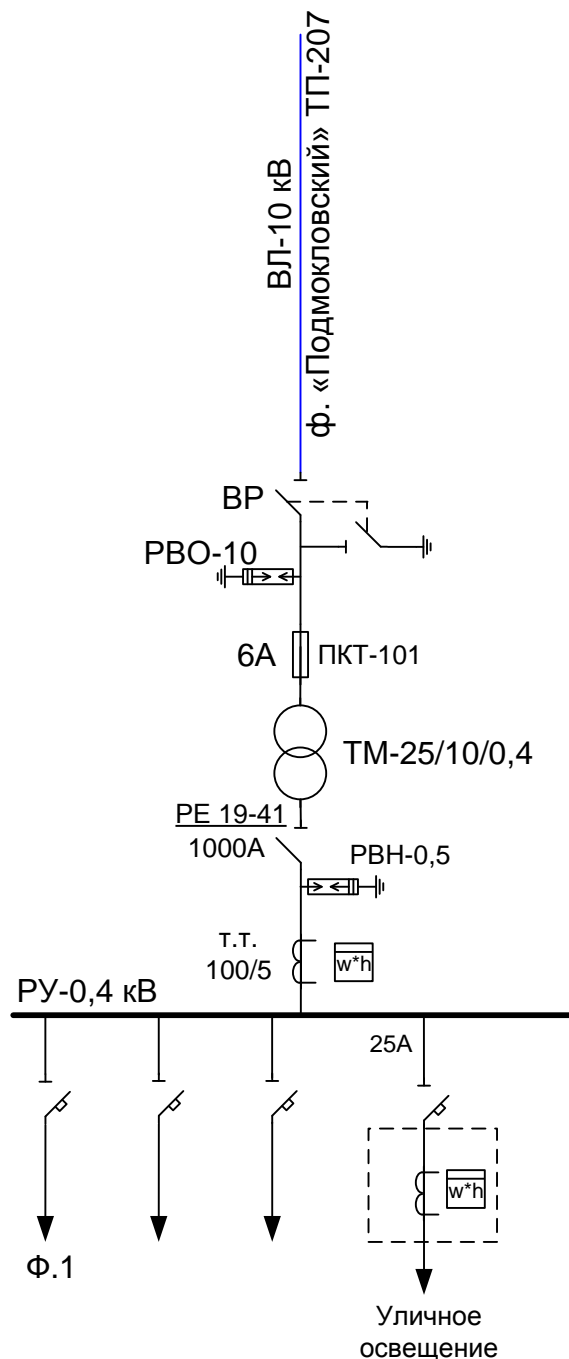 ВЛ-10 кВ
ф. «Подмокловский» ТП-207
ВР
РВО-10
6А
ПКТ-101
ТМ-25/10/0,4
РЕ 19-41
1000А
РВН-0,5
т.т.
100/5
w*h
РУ-0,4 кВ
25А
w*h
Ф.1
Уличное
освещение